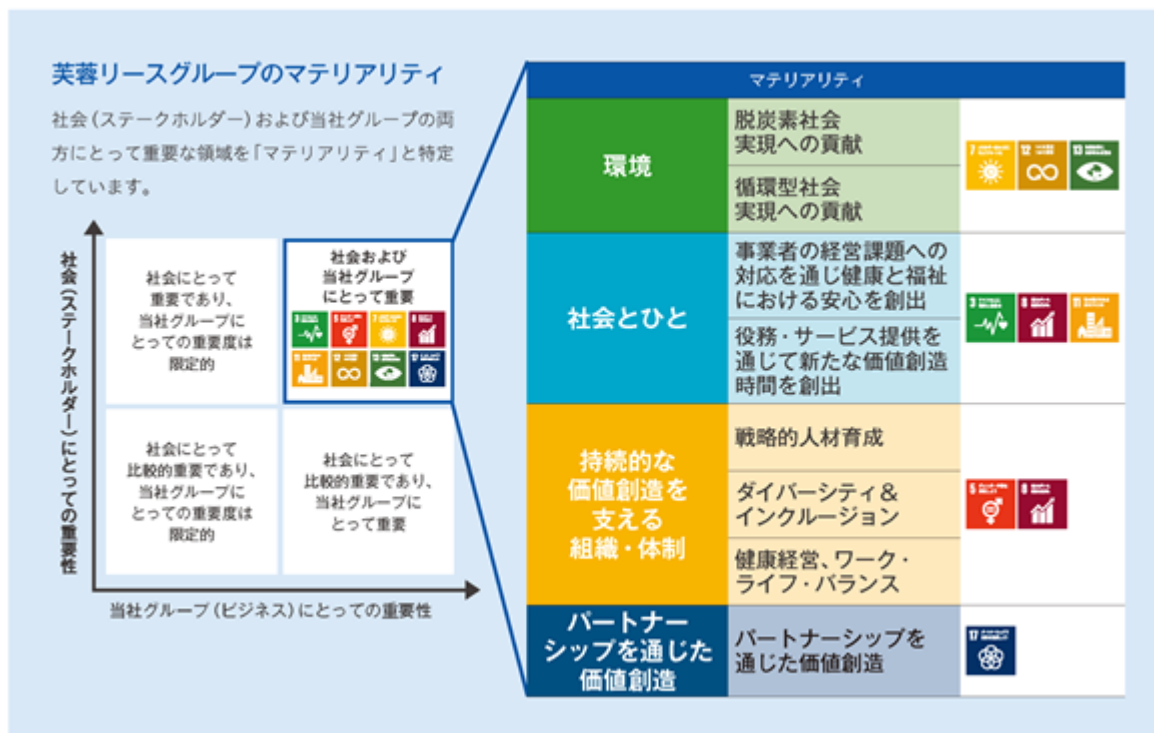 芙蓉リースグループのマテリアリティ
社会(ステークホルダー)および当社グループの両
方にとって重要な領域を「マテリアリティ」と特定
しています。
社会(ステークホルダー)にとっての重要性
社会にとって
重要であり、
当社グループに
とっての重要度は
限定的
社会および
当社グループ
にとって重要
3
5
7
8
11
12
13
17
社会にとって
比較的重要であり、
当社グループに
とっての重要度は
限定的
社会にとって
比較的重要であり、
当社グループに
とって重要
当社グループ(ビジネス)にとっての重要性
マテリアリティ
環境
脱炭素社会
実現への貢献
循環型社会
実現への貢献
7
12
13
社会とひと
事業者の経営課題への
対応を通じ健康と福祉
における安心を創出
役務・サービス提供を
通じて新たな価値創造
時間を創出
3
8
11
持続的な
価値創造を
支える
組織・体制
戦略的人材育成
ダイバーシティ&
インクルージョン
健康経営、ワーク・
ライフ・バランス
5
8
パートナー
シップを通じた
価値創造
パートナーシップを
通じた価値創造
17